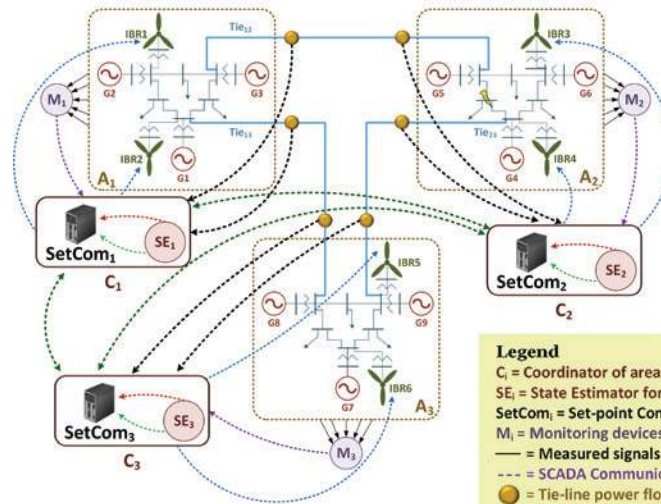 IBR1
Tie₁₂
IBR3
G2
G3
G5
G6
M₁
M₂
Tie₁₃
Tie₂₃
IBR2
G1
A₁
G4
IBR4
A₂
SE₁
SetCom₁
C₁
SE₂
SetCom₂
C₂
IBR5
G8
G9
IBR6
G7
A₃
SE₃
SetCom₃
C₃
M₃
Legend
Cᵢ = Coordinator of area
SEᵢ = State Estimator for
SetComᵢ = Set-point Com
Mᵢ = Monitoring devices
= Measured signals
= SCADA Communic
= Tie-line power flo